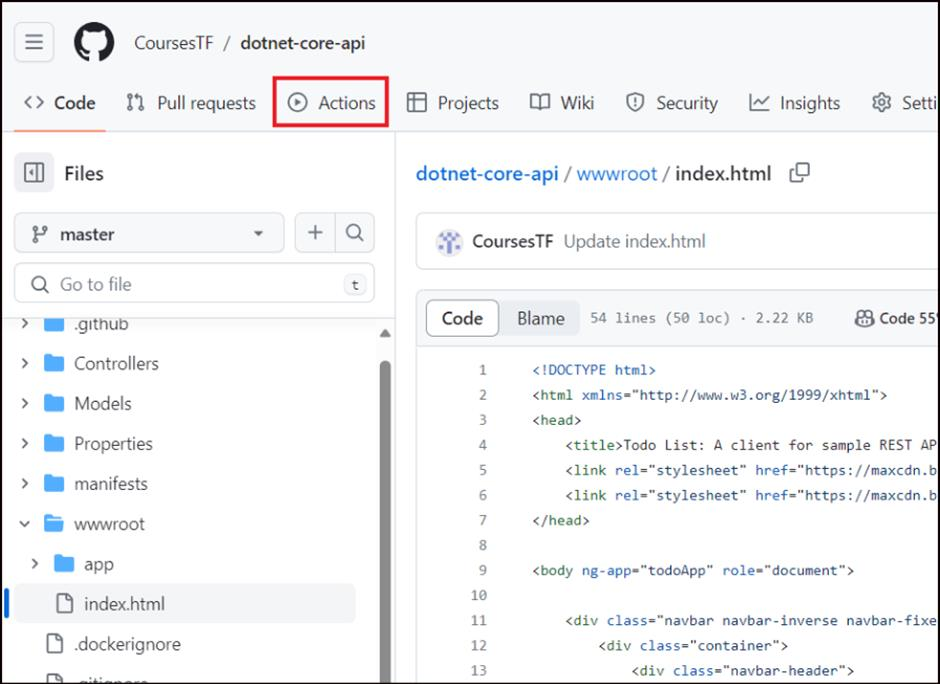 CoursesTF / dotnet-core-api
Code Pull requests Actions Projects Wiki Security Insights Setti
Files
master
Go to file t
.github
Controllers
Models
Properties
manifests
wwwroot
app
index.html
.dockerignore
.gitignore
dotnet-core-api / wwwroot / index.html
CoursesTF Update index.html
Code Blame 54 lines (50 loc) · 2.22 KB Code 55%
1 <!DOCTYPE html>
2 <html xmlns="http://www.w3.org/1999/xhtml">
3 <head>
4 <title>Todo List: A client for sample REST AP
5 <link rel="stylesheet" href="https://maxcdn.b
6 <link rel="stylesheet" href="https://maxcdn.b
7 </head>
8
9 <body ng-app="todoApp" role="document">
10
11 <div class="navbar navbar-inverse navbar-fixe
12 <div class="container">
13 <div class="navbar-header">